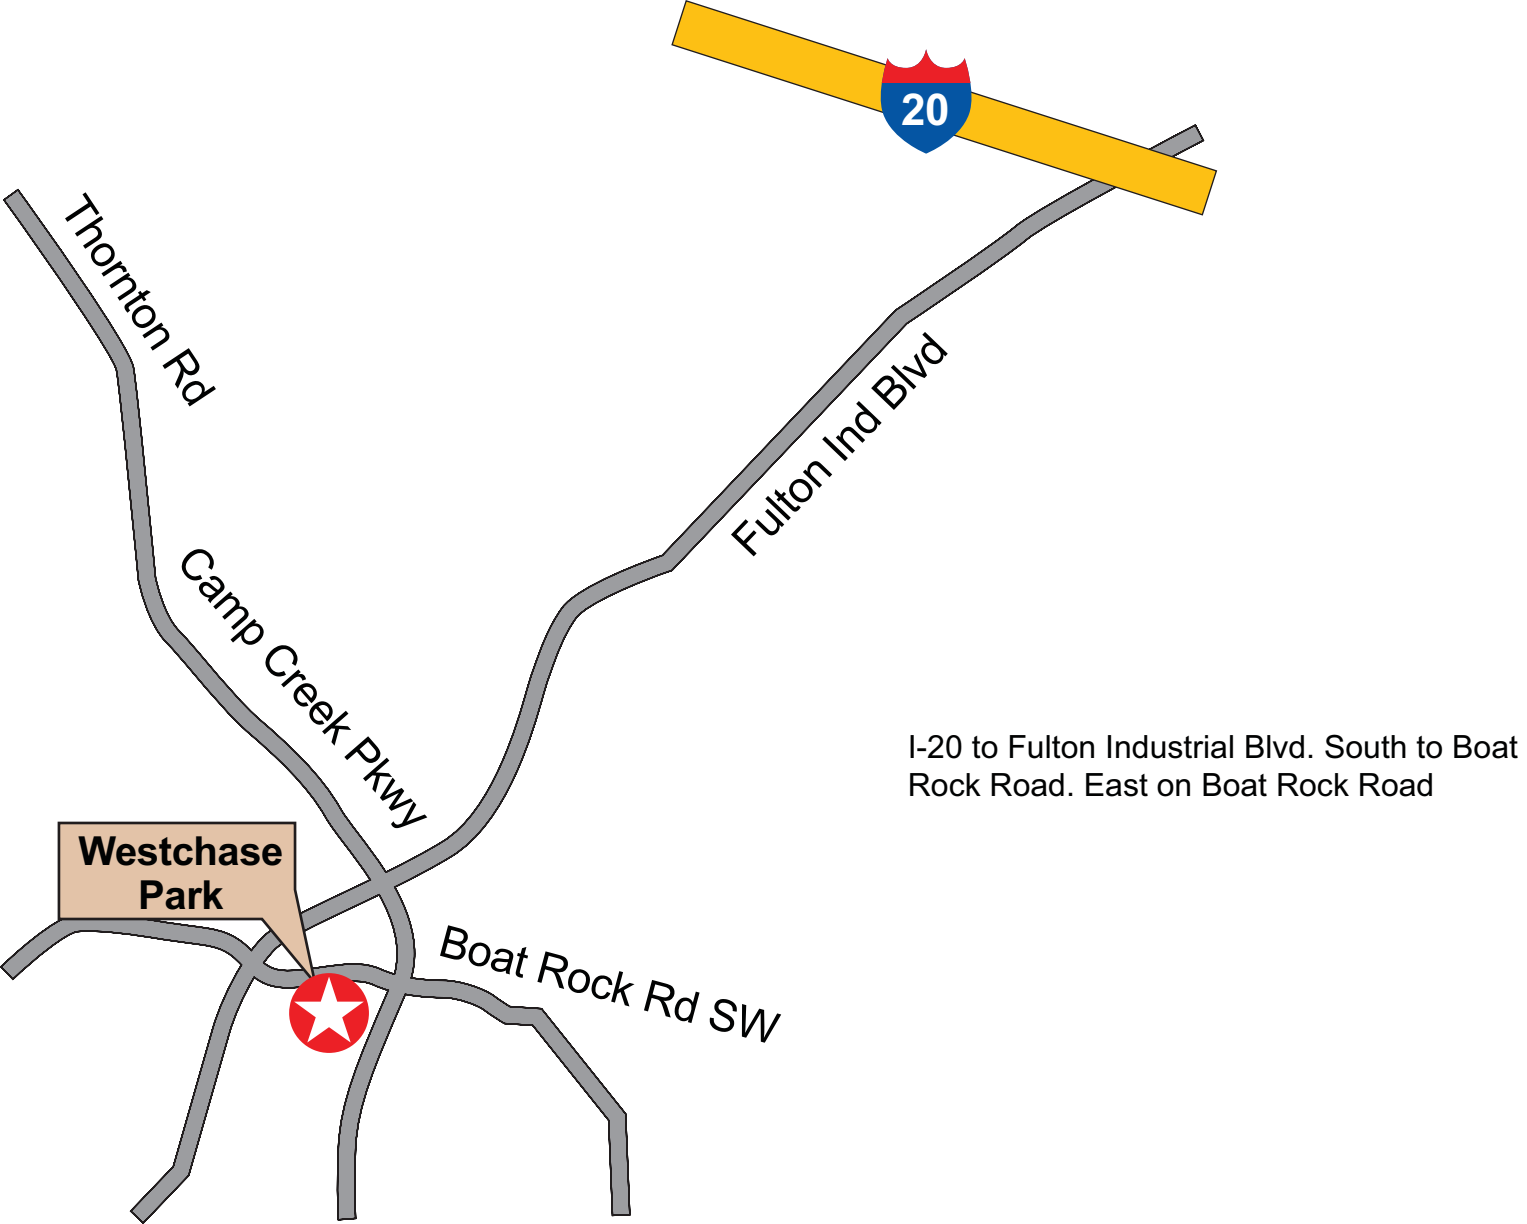 20
Thornton Rd
Fulton Ind Blvd
Camp Creek Pkwy
I-20 to Fulton Industrial Blvd. South to Boat
Rock Road. East on Boat Rock Road
Westchase
Park
Boat Rock Rd SW